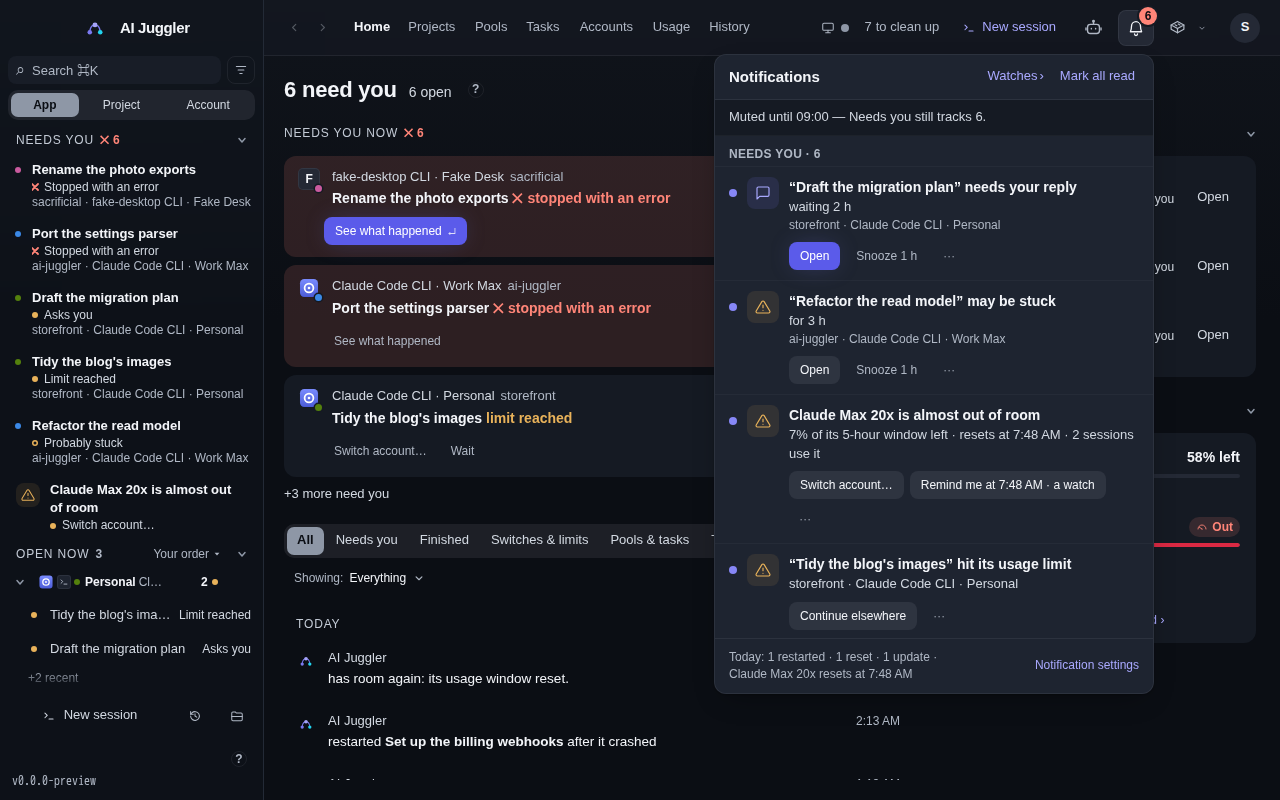 AI Juggler
Search ⌘K
App
Project
Account
NEEDS YOU 6
Rename the photo exports
Stopped with an error
sacrificial · fake-desktop CLI · Fake Desk
Port the settings parser
Stopped with an error
ai-juggler · Claude Code CLI · Work Max
Draft the migration plan
Asks you
storefront · Claude Code CLI · Personal
Tidy the blog's images
Limit reached
storefront · Claude Code CLI · Personal
Refactor the read model
Probably stuck
ai-juggler · Claude Code CLI · Work Max
Claude Max 20x is almost out of room
Switch account…
OPEN NOW 3
Your order
Personal Cl…
2
Tidy the blog's ima…
Limit reached
Draft the migration plan
Asks you
+2 recent
New session
?
v0.0.0-preview
Home
Projects
Pools
Tasks
Accounts
Usage
History
7 to clean up
New session
6
S
6 need you
6 open
?
NEEDS YOU NOW 6
F
fake-desktop CLI · Fake Desk sacrificial
Rename the photo exports stopped with an error
See what happened
Claude Code CLI · Work Max ai-juggler
Port the settings parser stopped with an error
See what happened
Claude Code CLI · Personal storefront
Tidy the blog's images limit reached
Switch account…
Wait
+3 more need you
All
Needs you
Finished
Switches & limits
Pools & tasks
Showing: Everything
TODAY
AI Juggler
has room again: its usage window reset.
AI Juggler
2:13 AM
restarted Set up the billing webhooks after it crashed
Notifications
Watches ›
Mark all read
Muted until 09:00 — Needs you still tracks 6.
NEEDS YOU · 6
“Draft the migration plan” needs your reply
waiting 2 h
storefront · Claude Code CLI · Personal
Open
Snooze 1 h
…
“Refactor the read model” may be stuck
for 3 h
ai-juggler · Claude Code CLI · Work Max
Open
Snooze 1 h
…
Claude Max 20x is almost out of room
7% of its 5-hour window left · resets at 7:48 AM · 2 sessions use it
Switch account…
Remind me at 7:48 AM · a watch
…
“Tidy the blog's images” hit its usage limit
storefront · Claude Code CLI · Personal
Continue elsewhere
…
Today: 1 restarted · 1 reset · 1 update ·
Claude Max 20x resets at 7:48 AM
Notification settings
you
Open
you
Open
you
Open
58% left
Out